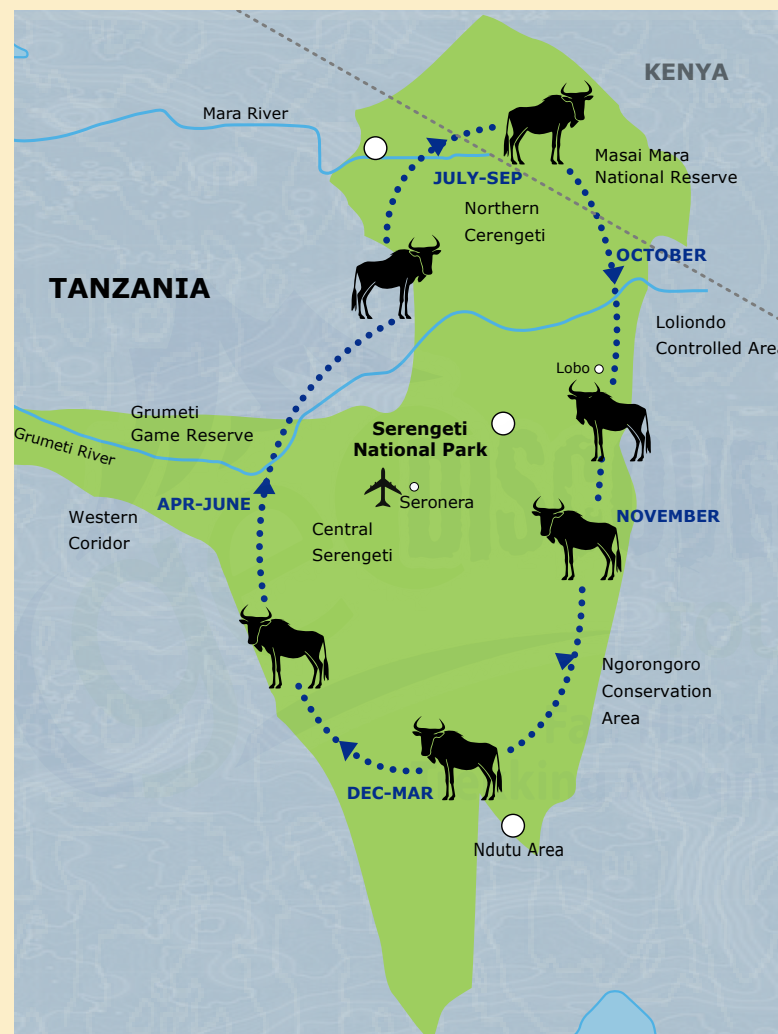 KENYA
Mara River
Masai Mara
National Reserve
JULY-SEP
Northern
Cerengeti
OCTOBER
TANZANIA
Loliondo
Controlled Area
Lobo
Grumeti
Game Reserve
Serengeti
National Park
Grumeti River
Seronera
APR-JUNE
Western
Coridor
Central
Serengeti
NOVEMBER
Ngorongoro
Conservation
Area
DEC-MAR
Ndutu Area